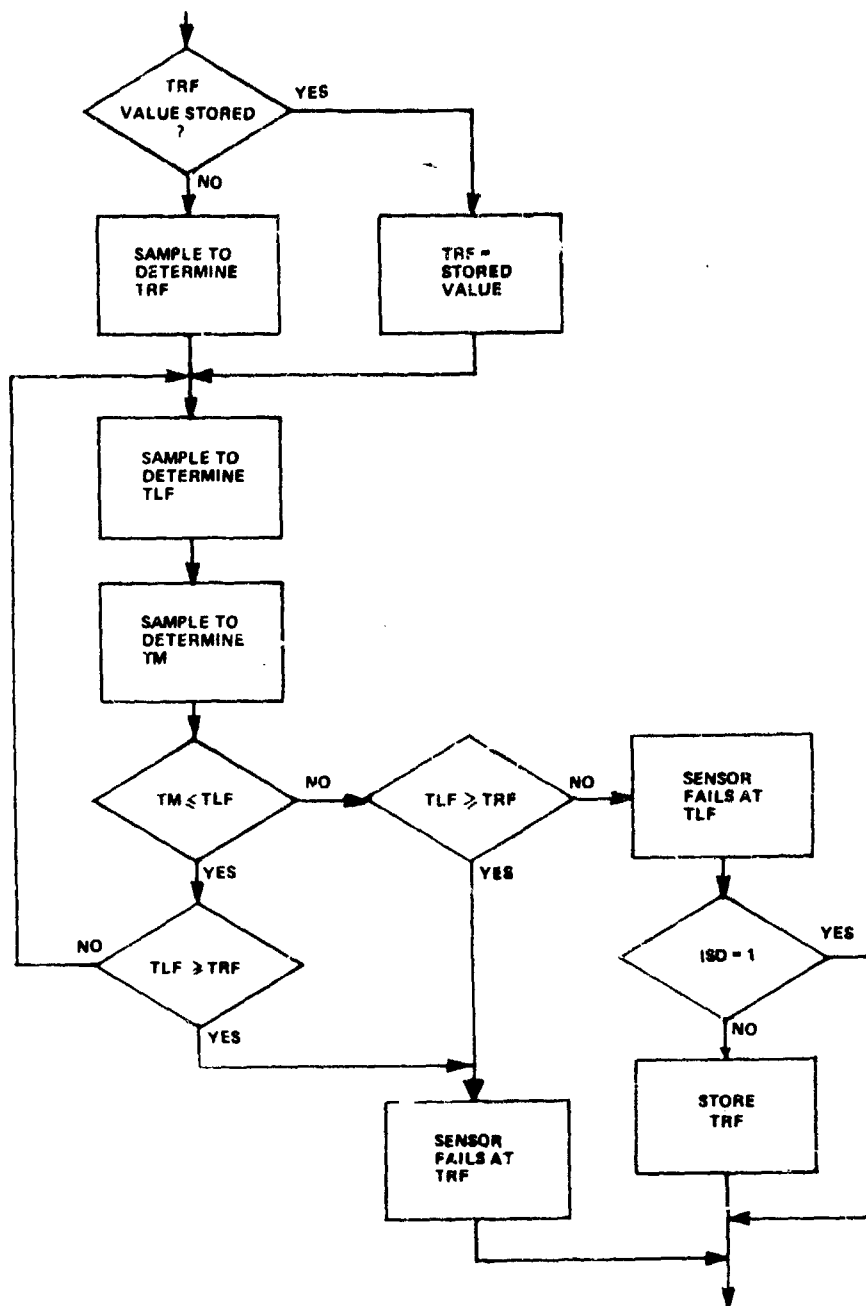 TRF
VALUE STORED
?
YES
NO
SAMPLE TO
DETERMINE
TRF
TRF =
STORED
VALUE
SAMPLE TO
DETERMINE
TLF
SAMPLE TO
DETERMINE
TM
TM ⩽ TLF
NO
TLF ⩾ TRF
NO
SENSOR
FAILS AT
TLF
YES
YES
NO
TLF ⩾ TRF
ISD = 1
YES
YES
NO
SENSOR
FAILS AT
TRF
STORE
TRF